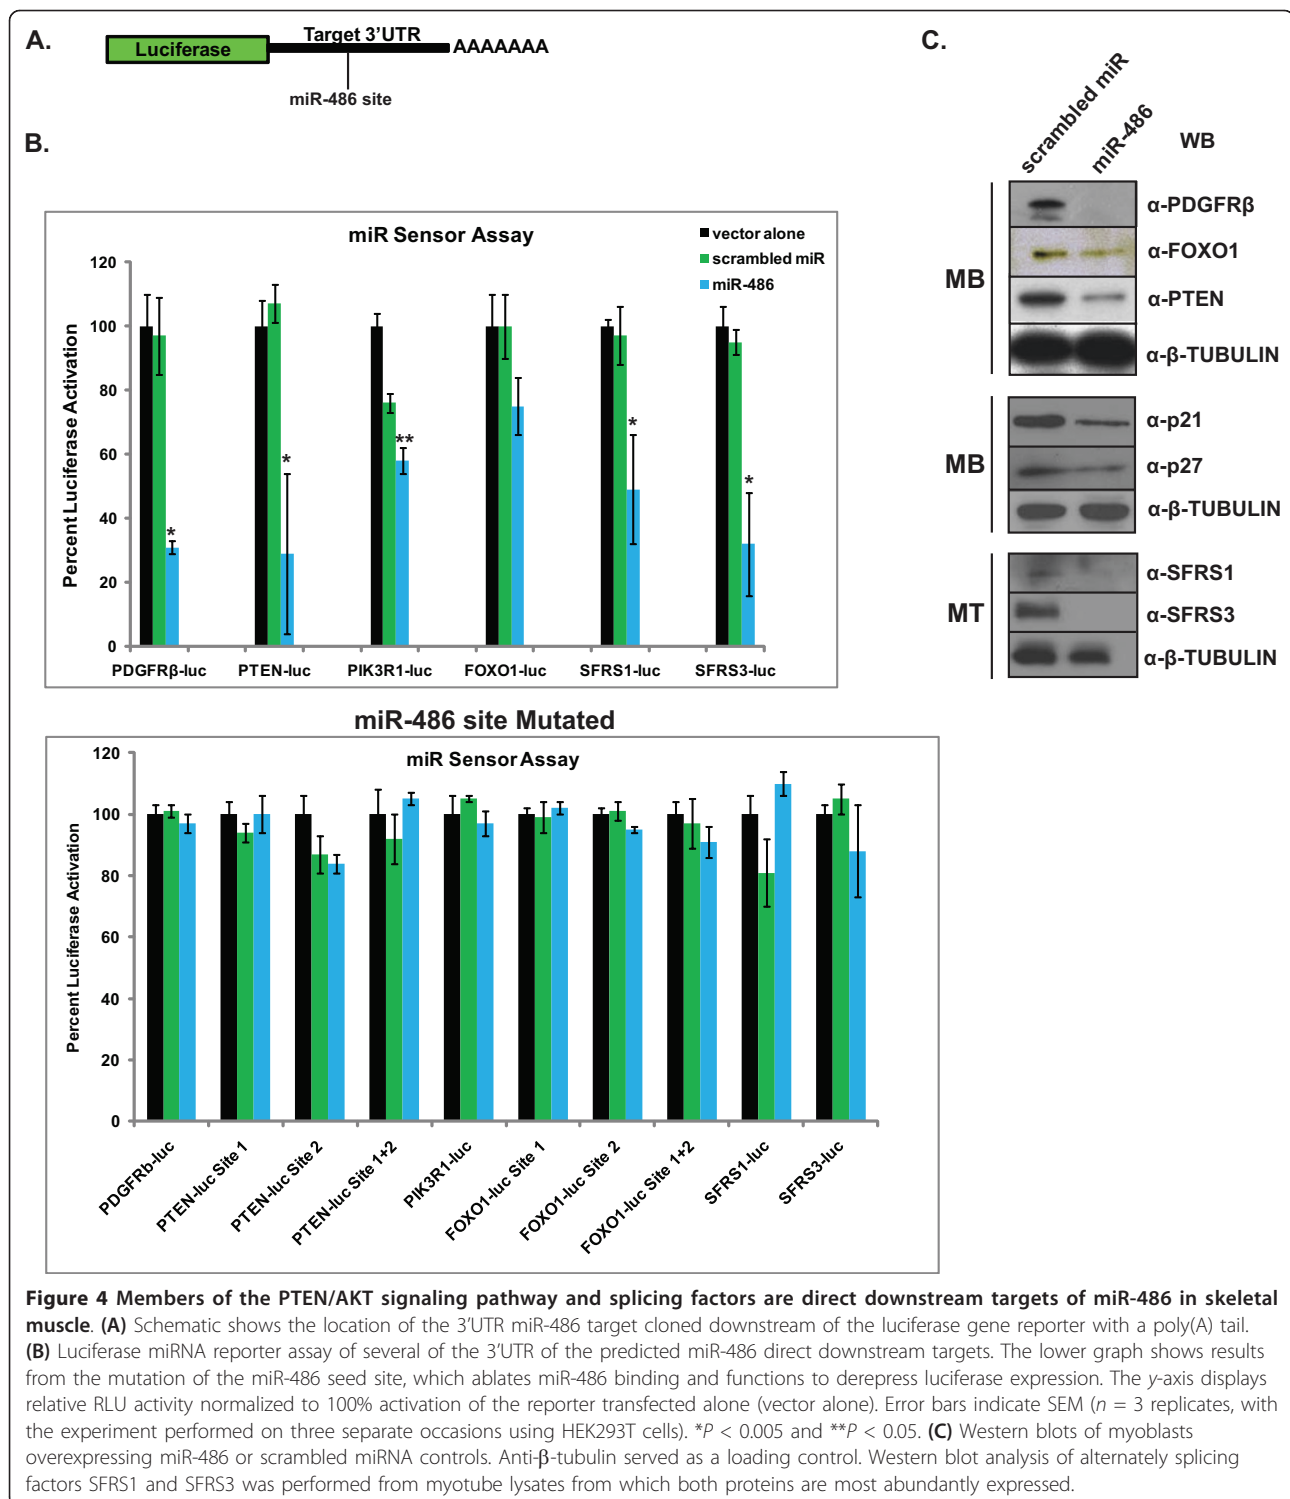 A.
Luciferase
Target 3'UTR
AAAAAAA
miR-486 site
B.
miR Sensor Assay
vector alone
scrambled miR
miR-486
Percent Luciferase Activation
120
100
80
60
40
20
0
*
*
**
*
*
PDGFRβ-luc
PTEN-luc
PIK3R1-luc
FOXO1-luc
SFRS1-luc
SFRS3-luc
miR-486 site Mutated
miR Sensor Assay
Percent Luciferase Activation
120
100
80
60
40
20
0
PDGFRb-luc
PTEN-luc Site 1
PTEN-luc Site 2
PTEN-luc Site 1+2
PIK3R1-luc
FOXO1-luc Site 1
FOXO1-luc Site 2
FOXO1-luc Site 1+2
SFRS1-luc
SFRS3-luc
C.
scrambled miR
miR-486
WB
MB
α-PDGFRβ
α-FOXO1
α-PTEN
α-β-TUBULIN
MB
α-p21
α-p27
α-β-TUBULIN
MT
α-SFRS1
α-SFRS3
α-β-TUBULIN
Figure 4 Members of the PTEN/AKT signaling pathway and splicing factors are direct downstream targets of miR-486 in skeletal
muscle. (A) Schematic shows the location of the 3'UTR miR-486 target cloned downstream of the luciferase gene reporter with a poly(A) tail.
(B) Luciferase miRNA reporter assay of several of the 3'UTR of the predicted miR-486 direct downstream targets. The lower graph shows results
from the mutation of the miR-486 seed site, which ablates miR-486 binding and functions to derepress luciferase expression. The y-axis displays
relative RLU activity normalized to 100% activation of the reporter transfected alone (vector alone). Error bars indicate SEM (n = 3 replicates, with
the experiment performed on three separate occasions using HEK293T cells). *P < 0.005 and **P < 0.05. (C) Western blots of myoblasts
overexpressing miR-486 or scrambled miRNA controls. Anti-β-tubulin served as a loading control. Western blot analysis of alternately splicing
factors SFRS1 and SFRS3 was performed from myotube lysates from which both proteins are most abundantly expressed.